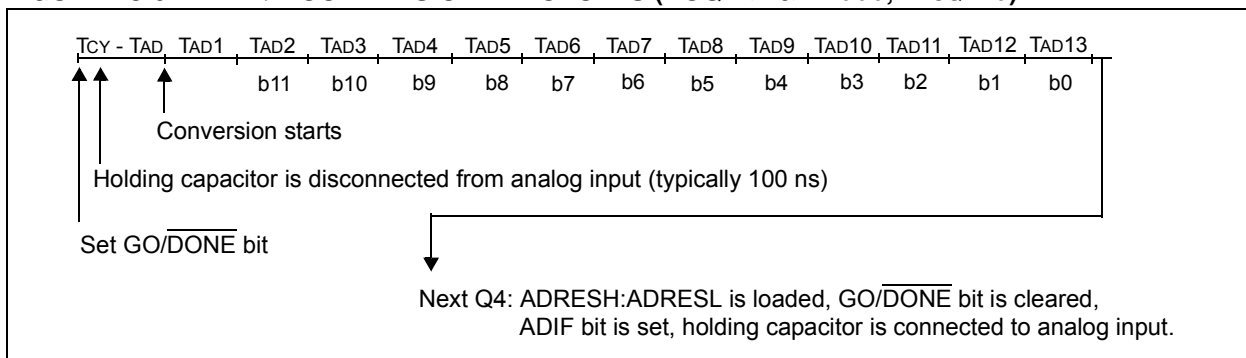 TCY - TAD TAD1 TAD2 TAD3 TAD4 TAD5 TAD6 TAD7 TAD8 TAD9 TAD10 TAD11 TAD12 TAD13
b11 b10 b9 b8 b7 b6 b5 b4 b3 b2 b1 b0
Conversion starts
Holding capacitor is disconnected from analog input (typically 100 ns)
Set GO/DONE bit
Next Q4: ADRESH:ADRESL is loaded, GO/DONE bit is cleared,
ADIF bit is set, holding capacitor is connected to analog input.